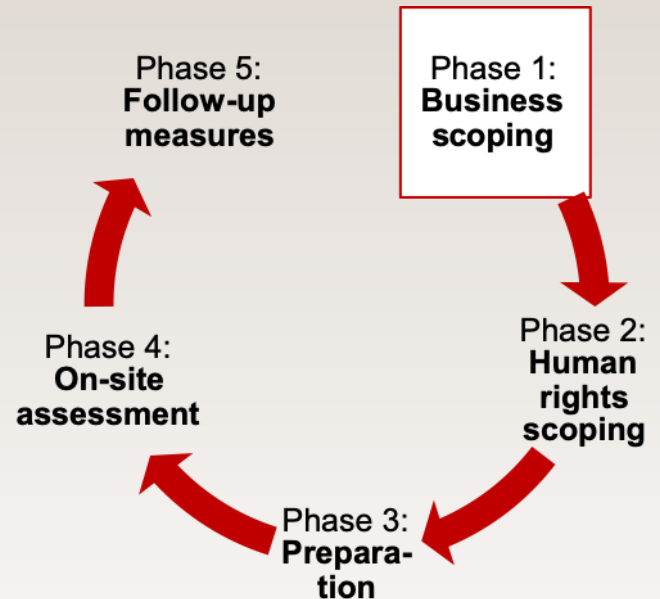 Phase 1:
Business
scoping
Phase 2:
Human
rights
scoping
Phase 3:
Prepara-
tion
Phase 4:
On-site
assessment
Phase 5:
Follow-up
measures